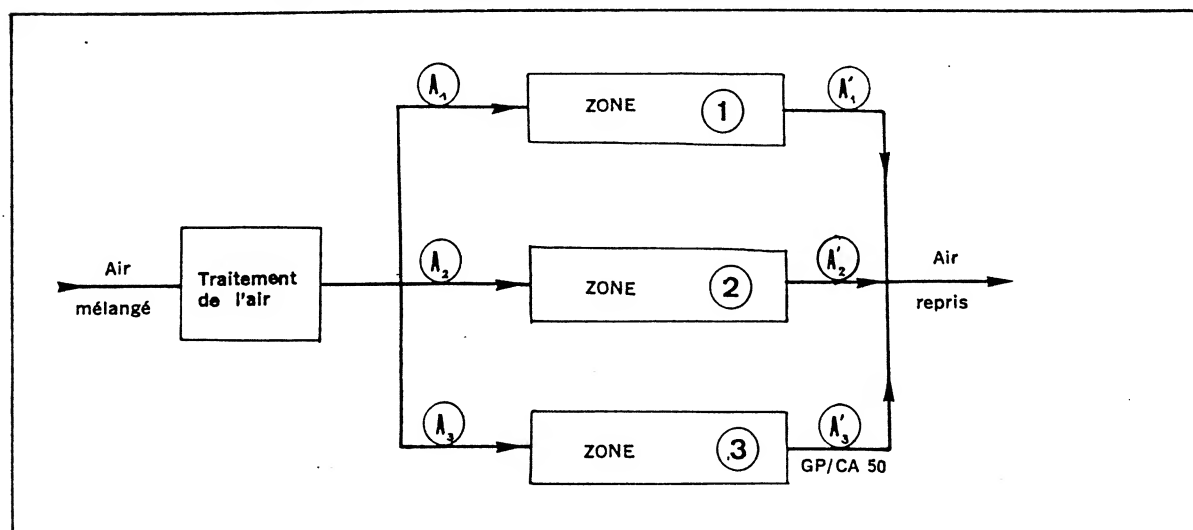 A₁
ZONE 1
A'₁
Air
mélangé
Traitement
de l'air
A₂
ZONE 2
A'₂
Air
repris
A₃
ZONE 3
A'₃
GP/CA 50